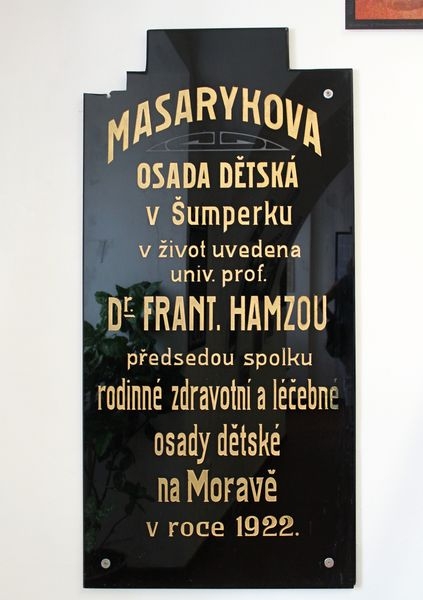 MASARYKOVA
OSADA DĚTSKÁ
v Šumperku
v život uvedena
univ. prof.
Dr. FRANT. HAMZOU
předsedou spolku
rodinné zdravotní a léčebné
osady dětské
na Moravě
v roce 1922.